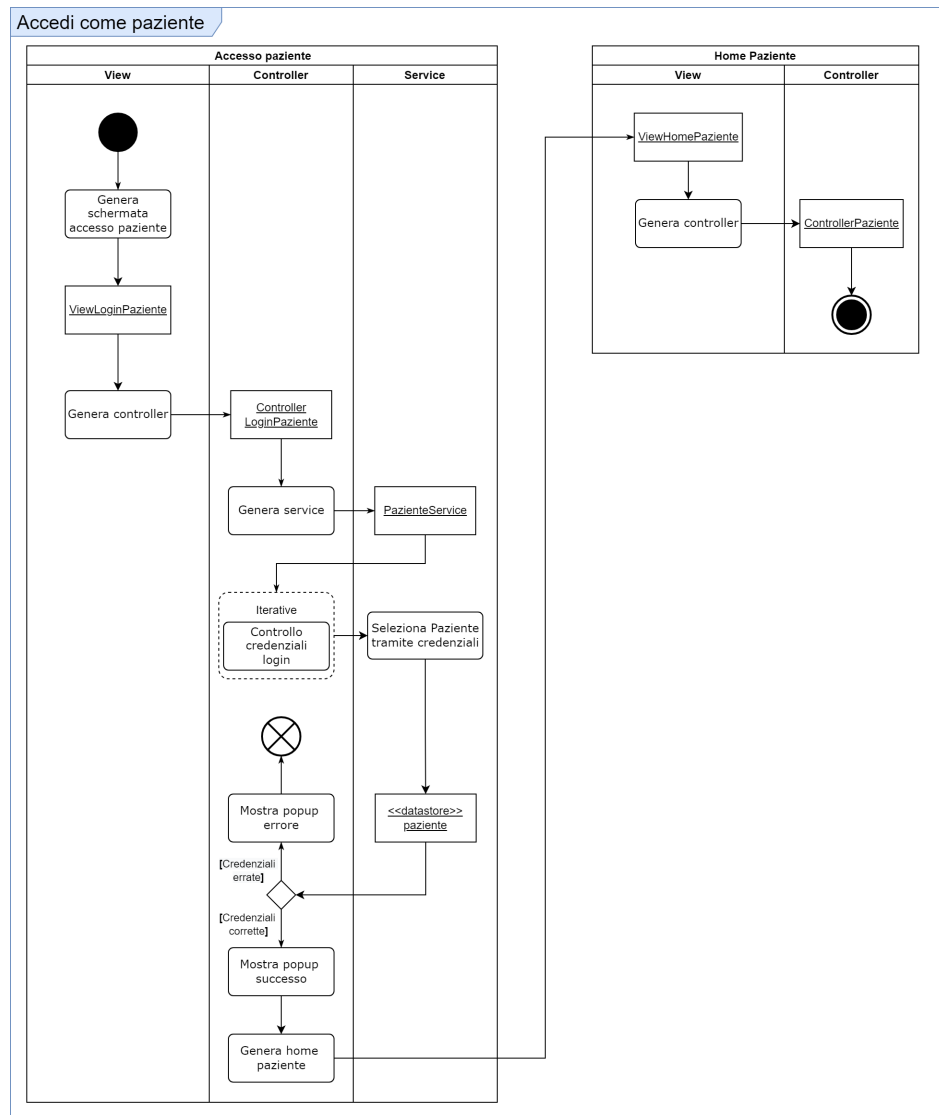 Accedi come paziente
Accesso paziente
View
Controller
Service
Genera
schermata
accesso paziente
ViewLoginPaziente
Genera controller
Controller
LoginPaziente
Genera service
PazienteService
Iterative
Controllo
credenziali
login
Seleziona Paziente
tramite credenziali
Mostra popup
errore
<<datastore>>
paziente
[Credenziali
errate]
[Credenziali
corrette]
Mostra popup
successo
Genera home
paziente
Home Paziente
View
Controller
ViewHomePaziente
Genera controller
ControllerPaziente